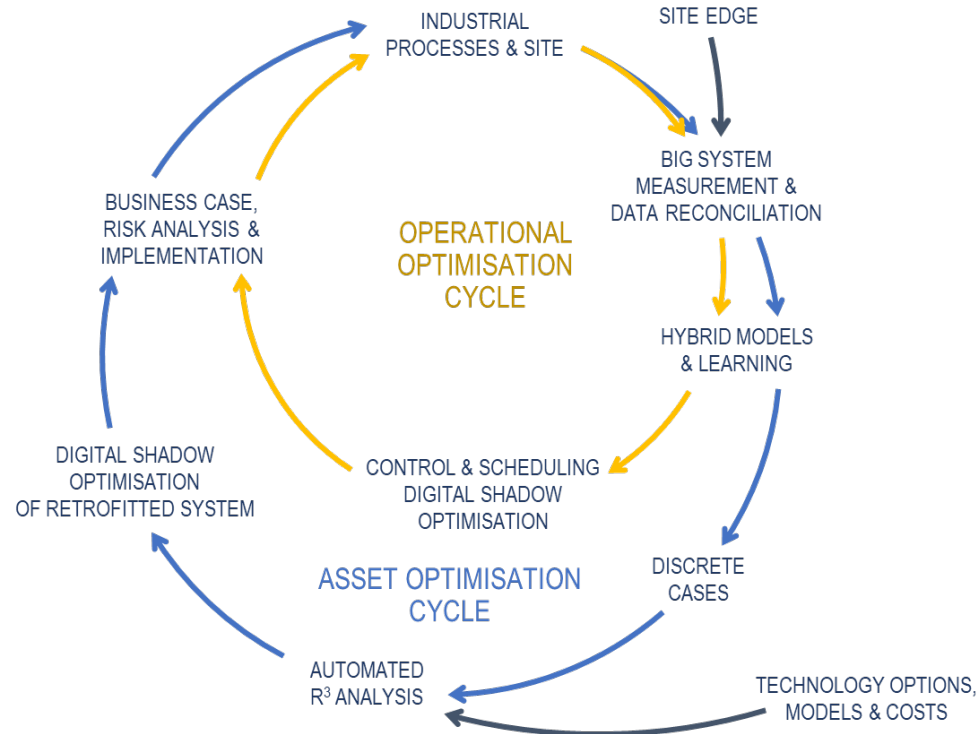 INDUSTRIAL
PROCESSES & SITE
SITE EDGE
BIG SYSTEM
MEASUREMENT &
DATA RECONCILIATION
BUSINESS CASE,
RISK ANALYSIS &
IMPLEMENTATION
OPERATIONAL
OPTIMISATION
CYCLE
HYBRID MODELS
& LEARNING
DIGITAL SHADOW
OPTIMISATION
OF RETROFITTED SYSTEM
CONTROL & SCHEDULING
DIGITAL SHADOW
OPTIMISATION
ASSET OPTIMISATION
CYCLE
DISCRETE
CASES
AUTOMATED
R³ ANALYSIS
TECHNOLOGY OPTIONS,
MODELS & COSTS